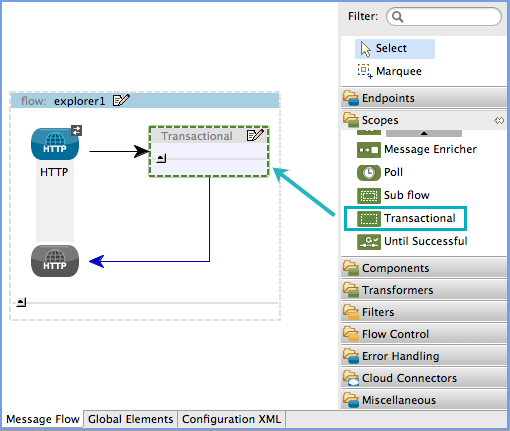 Filter:
Select
Marquee
Endpoints
Scopes
Message Enricher
Poll
Sub flow
Transactional
Until Successful
Components
Transformers
Filters
Flow Control
Error Handling
Cloud Connectors
Miscellaneous
flow: explorer1
HTTP
HTTP
Transactional
HTTP
Message Flow
Global Elements
Configuration XML